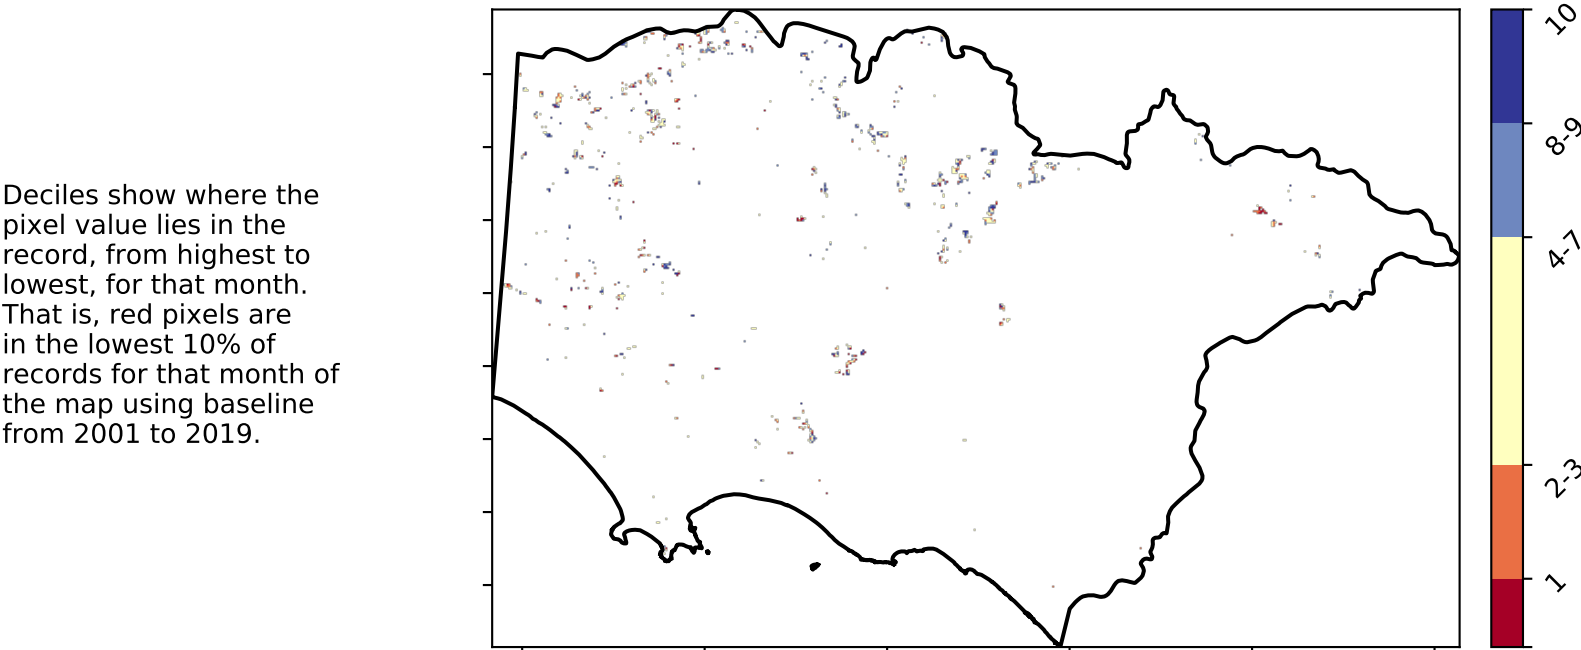 Deciles show where the
pixel value lies in the
record, from highest to
lowest, for that month.
That is, red pixels are
in the lowest 10% of
records for that month of
the map using baseline
from 2001 to 2019.
10
8-9
4-7
2-3
1